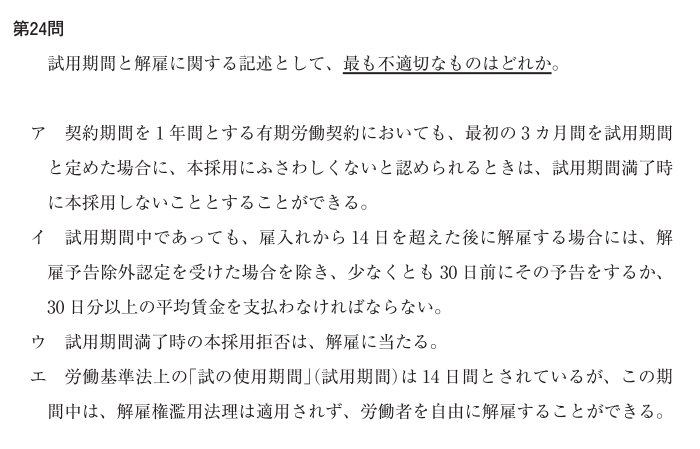 第24問
試用期間と解雇に関する記述として、最も不適切なものはどれか。
ア 契約期間を1年間とする有期労働契約においても、最初の3カ月間を試用期間
と定めた場合に、本採用にふさわしくないと認められるときは、試用期間満了時
に本採用しないこととすることができる。
イ 試用期間中であっても、雇入れから14日を超えた後に解雇する場合には、解
雇予告除外認定を受けた場合を除き、少なくとも30日前にその予告をするか、
30日分以上の平均賃金を支払わなければならない。
ウ 試用期間満了時の本採用拒否は、解雇に当たる。
エ 労働基準法上の「試の使用期間」(試用期間)は14日間とされているが、この期
間中は、解雇権濫用法理は適用されず、労働者を自由に解雇することができる。